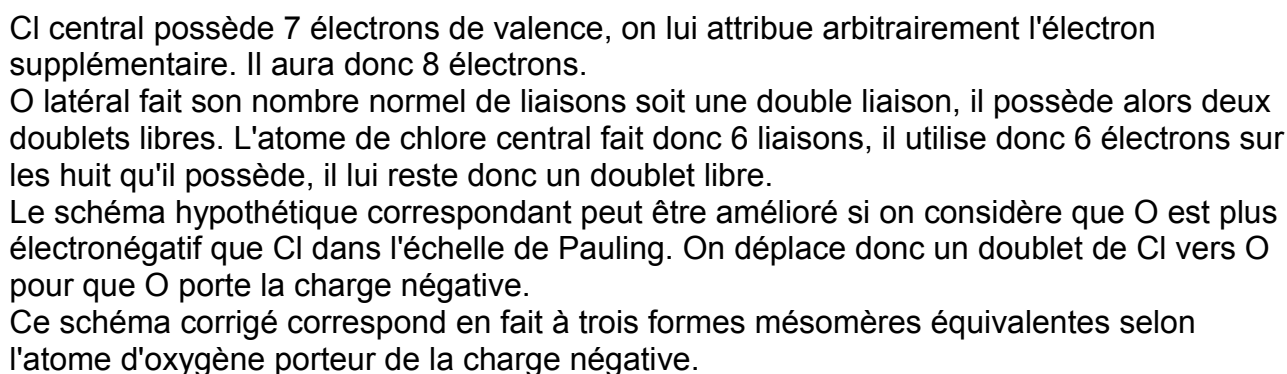 Cl central possède 7 électrons de valence, on lui attribue arbitrairement l'électron
supplémentaire. Il aura donc 8 électrons.
O latéral fait son nombre normal de liaisons soit une double liaison, il possède alors deux
doublets libres. L'atome de chlore central fait donc 6 liaisons, il utilise donc 6 électrons sur
les huit qu'il possède, il lui reste donc un doublet libre.
Le schéma hypothétique correspondant peut être amélioré si on considère que O est plus
électronégatif que Cl dans l'échelle de Pauling. On déplace donc un doublet de Cl vers O
pour que O porte la charge négative.
Ce schéma corrigé correspond en fait à trois formes mésomères équivalentes selon
l'atome d'oxygène porteur de la charge négative.